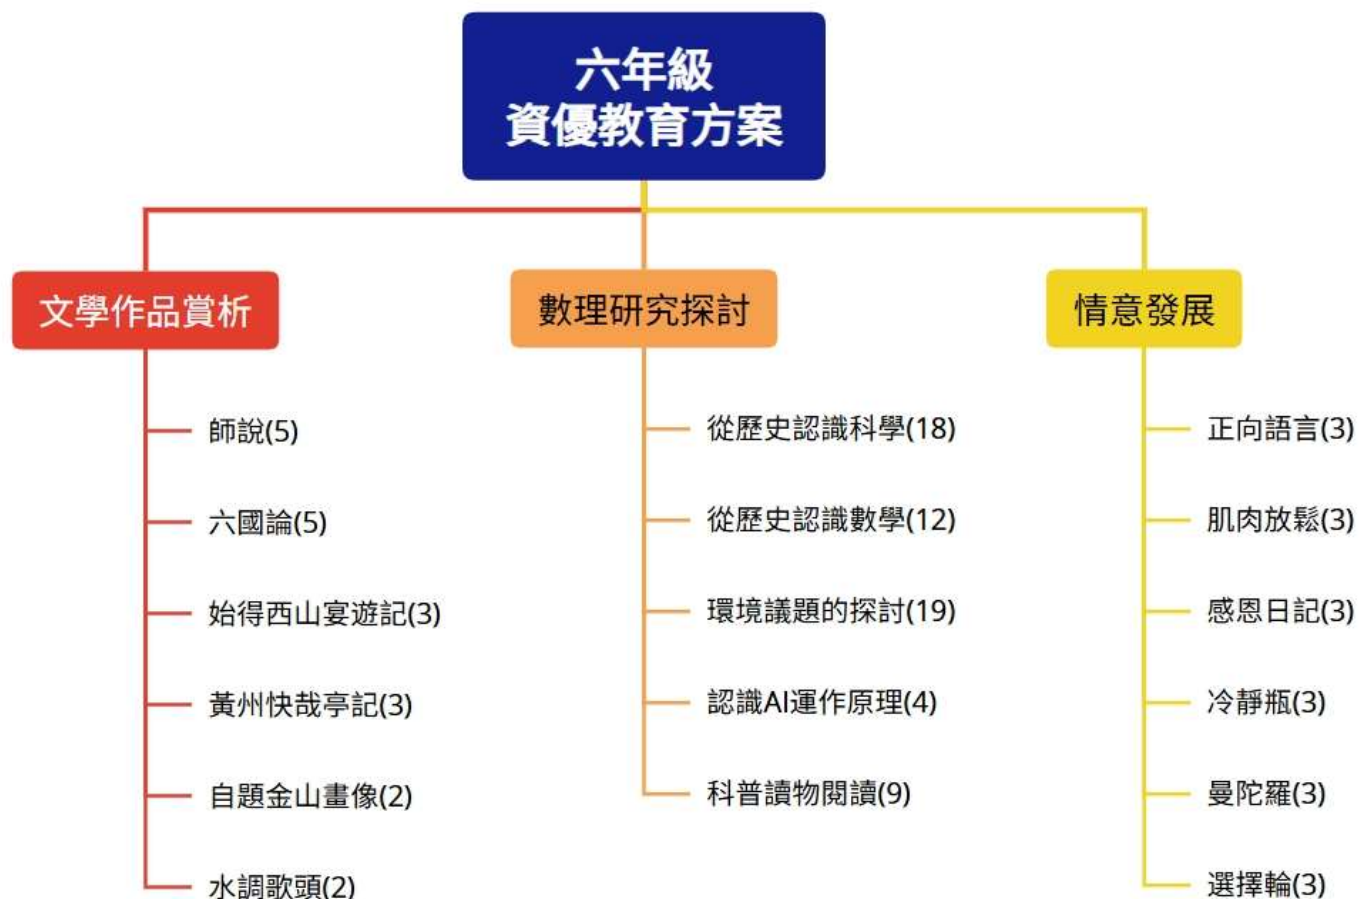 六年級
資優教育方案
文學作品賞析
師說(5)
六國論(5)
始得西山宴遊記(3)
黃州快哉亭記(3)
自題金山畫像(2)
水調歌頭(2)
數理研究探討
從歷史認識科學(18)
從歷史認識數學(12)
環境議題的探討(19)
認識AI運作原理(4)
科普讀物閱讀(9)
情意發展
正向語言(3)
肌肉放鬆(3)
感恩日記(3)
冷靜瓶(3)
曼陀羅(3)
選擇輪(3)